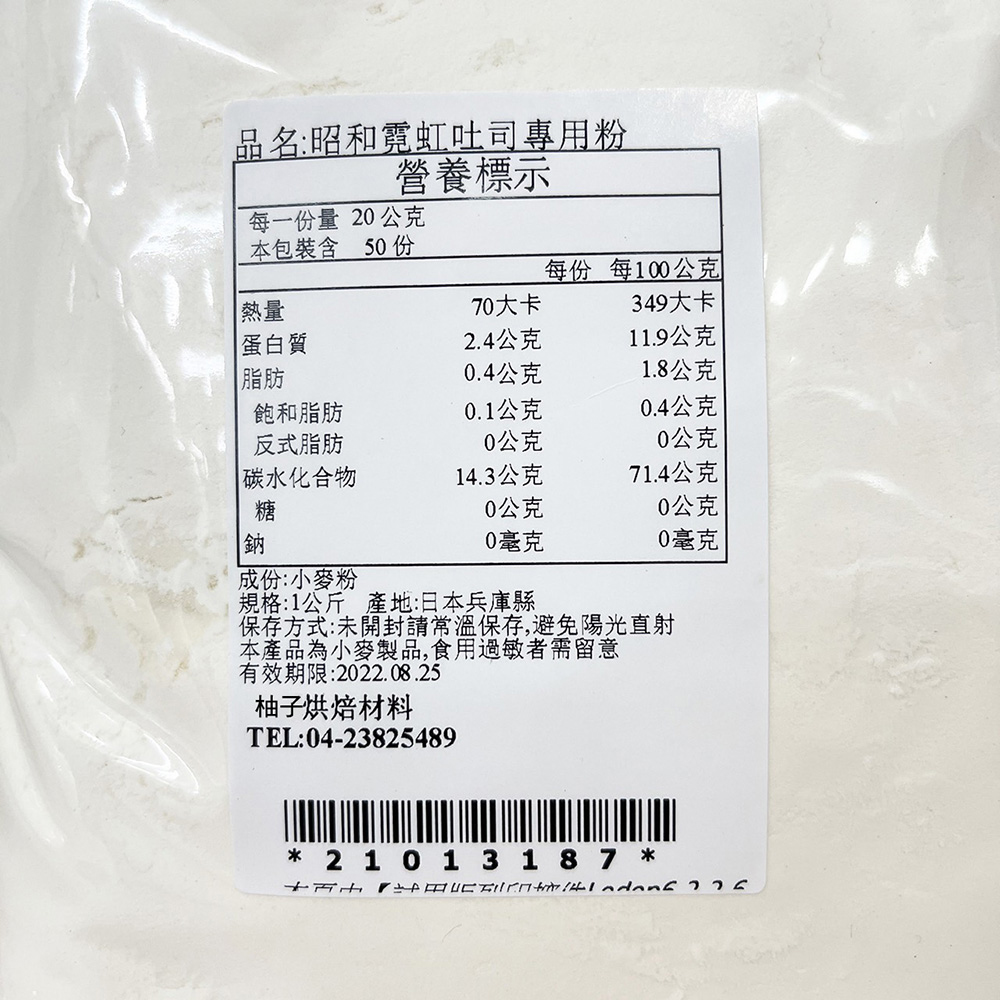 品名:昭和霓虹吐司專用粉
營養標示
每一份量 20公克
本包裝含 50份
每份 每100公克
熱量 70大卡 349大卡
蛋白質 2.4公克 11.9公克
脂肪 0.4公克 1.8公克
飽和脂肪 0.1公克 0.4公克
反式脂肪 0公克 0公克
碳水化合物 14.3公克 71.4公克
糖 0公克 0公克
鈉 0毫克 0毫克
成份:小麥粉
規格:1公斤 產地:日本兵庫縣
保存方式:未開封請常溫保存,避免陽光直射
本產品為小麥製品,食用過敏者需留意
有效期限:2022.08.25
柚子烘焙材料
TEL:04-23825489
*21013187*